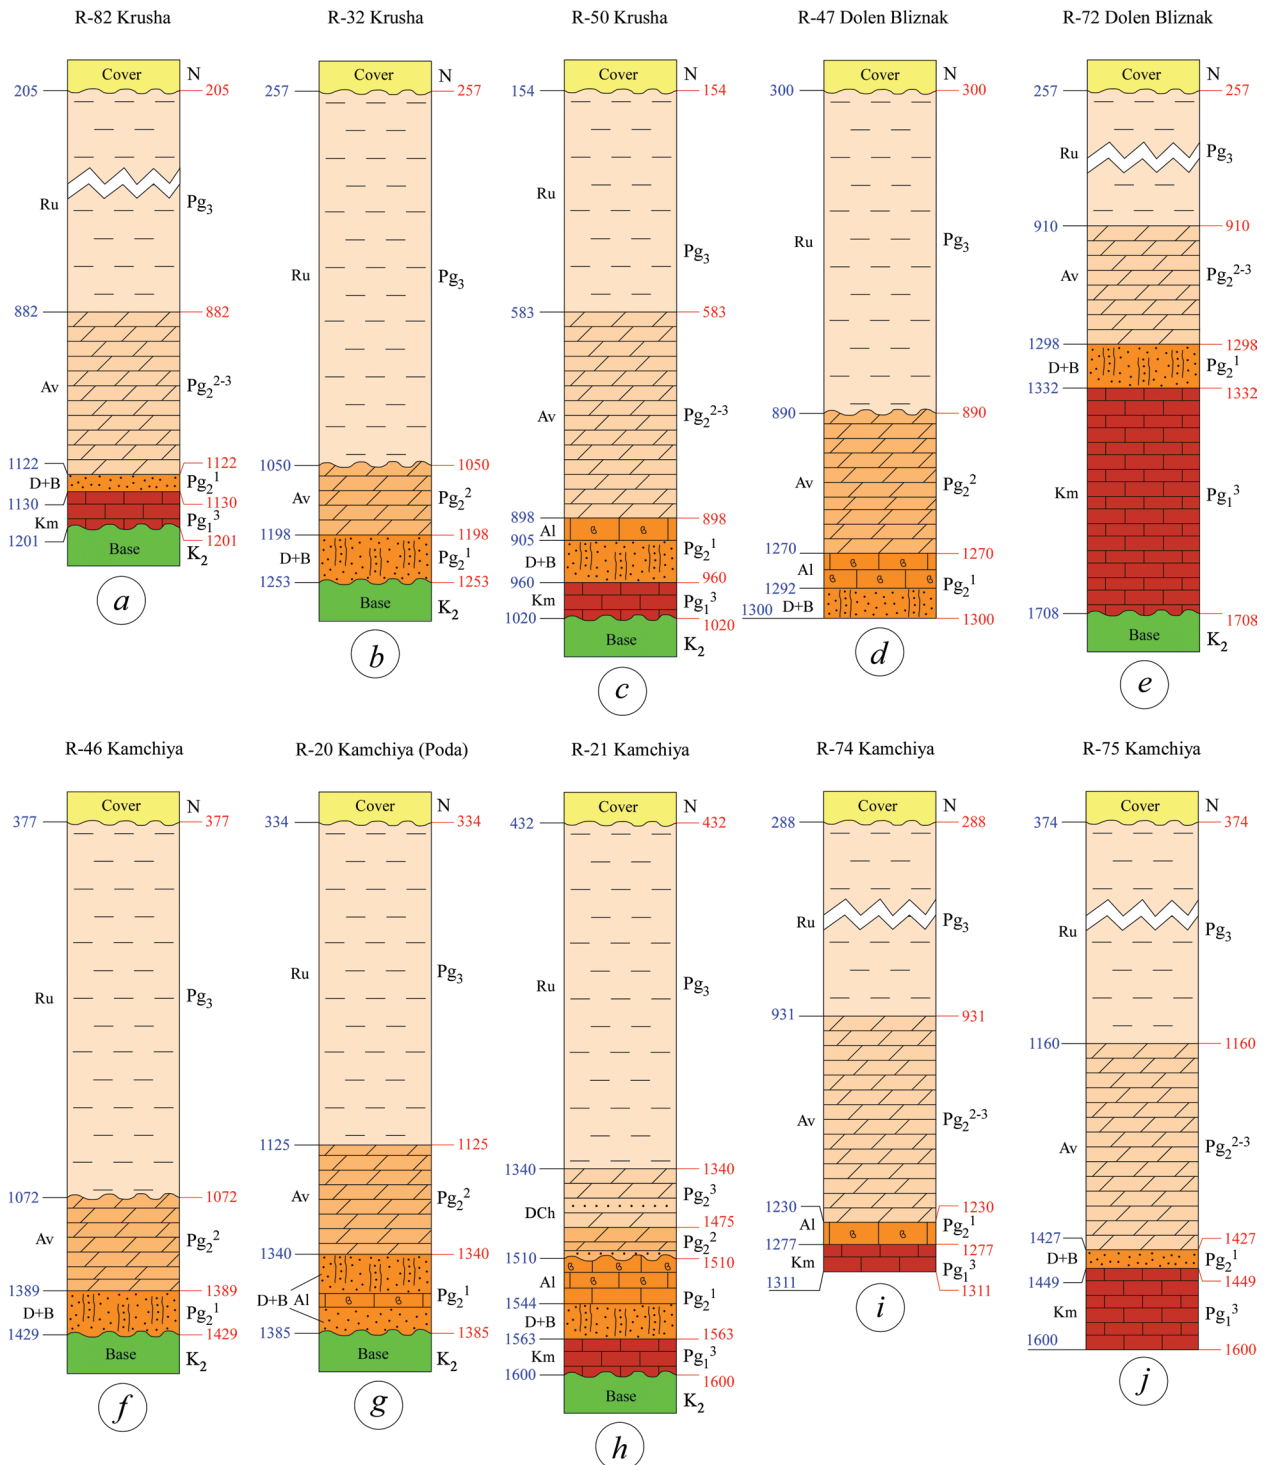 R-82 Krusha
Cover
N
205
205
Ru
Pg3
882
882
Av
Pg2 2-3
1122
1122
D+B
Pg2 1
1130
1130
Km
Pg1 3
1201
1201
Base
K2
a
R-32 Krusha
Cover
N
257
257
Ru
Pg3
1050
1050
Av
Pg2 2
1198
1198
D+B
Pg2 1
1253
1253
Base
K2
b
R-50 Krusha
Cover
N
154
154
Ru
Pg3
583
583
Av
Pg2 2-3
898
898
Al
905
Pg2 1
D+B
960
960
Km
Pg1 3
1020
1020
Base
K2
c
R-47 Dolen Bliznak
Cover
N
300
300
Ru
Pg3
890
890
Av
Pg2 2
1270
1270
Al
Pg2 1
1292
D+B
1300
1300
d
R-72 Dolen Bliznak
Cover
N
257
257
Ru
Pg3
910
910
Av
Pg2 2-3
1298
1298
D+B
Pg2 1
1332
1332
Km
Pg1 3
1708
1708
Base
K2
e
R-46 Kamchiya
Cover
N
377
377
Ru
Pg3
1072
1072
Av
Pg2 2
1389
1389
D+B
Pg2 1
1429
1429
Base
K2
f
R-20 Kamchiya (Poda)
Cover
N
334
334
Ru
Pg3
1125
1125
Av
Pg2 2
1340
1340
D+B Al
Pg2 1
1385
1385
Base
K2
g
R-21 Kamchiya
Cover
N
432
432
Ru
Pg3
1340
1340
Pg2 3
DCh
1475
Pg2 2
1510
1510
Al
Pg2 1
1544
D+B
1563
1563
Km
Pg1 3
1600
1600
Base
K2
h
R-74 Kamchiya
Cover
N
288
288
Ru
Pg3
931
931
Av
Pg2 2-3
1230
1230
Al
Pg2 1
1277
1277
Km
Pg1 3
1311
1311
i
R-75 Kamchiya
Cover
N
374
374
Ru
Pg3
1160
1160
Av
Pg2 2-3
1427
1427
D+B
Pg2 1
1449
1449
Km
Pg1 3
1600
1600
j